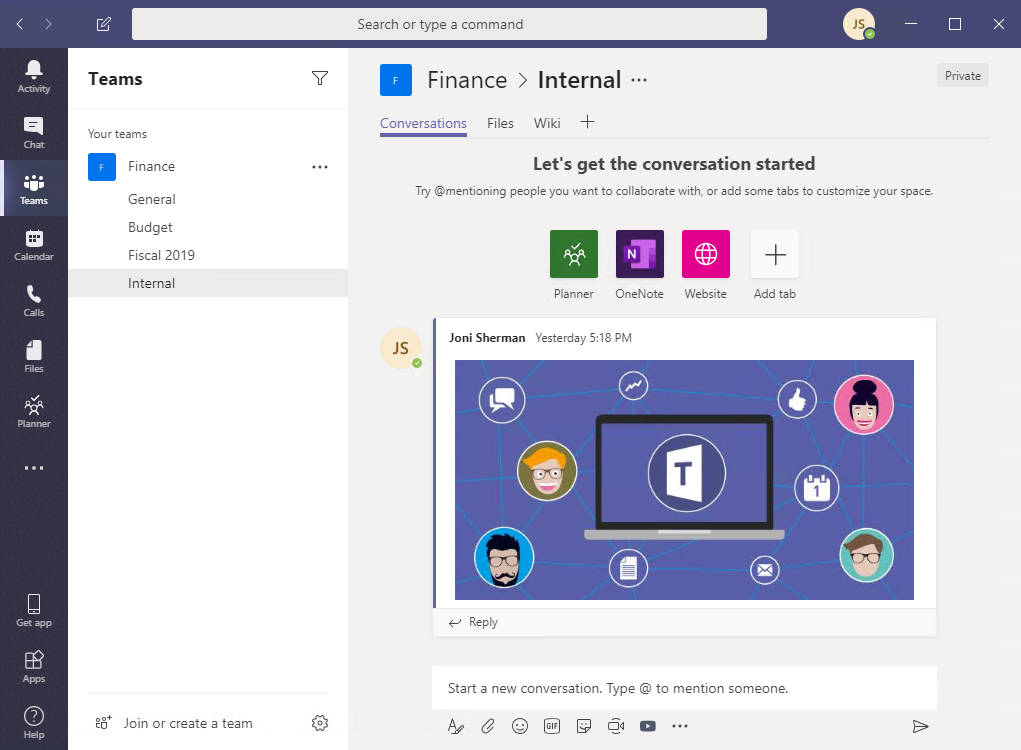 Search or type a command
JS
Activity
Chat
Teams
Calendar
Calls
Files
Planner
Get app
Apps
Help
Teams
Your teams
F Finance
General
Budget
Fiscal 2019
Internal
Join or create a team
F Finance > Internal
Private
Conversations Files Wiki
Let's get the conversation started
Try @mentioning people you want to collaborate with, or add some tabs to customize your space.
N
Planner OneNote Website Add tab
JS
Joni Sherman Yesterday 5:18 PM
T
1
Reply
Start a new conversation. Type @ to mention someone.
GIF